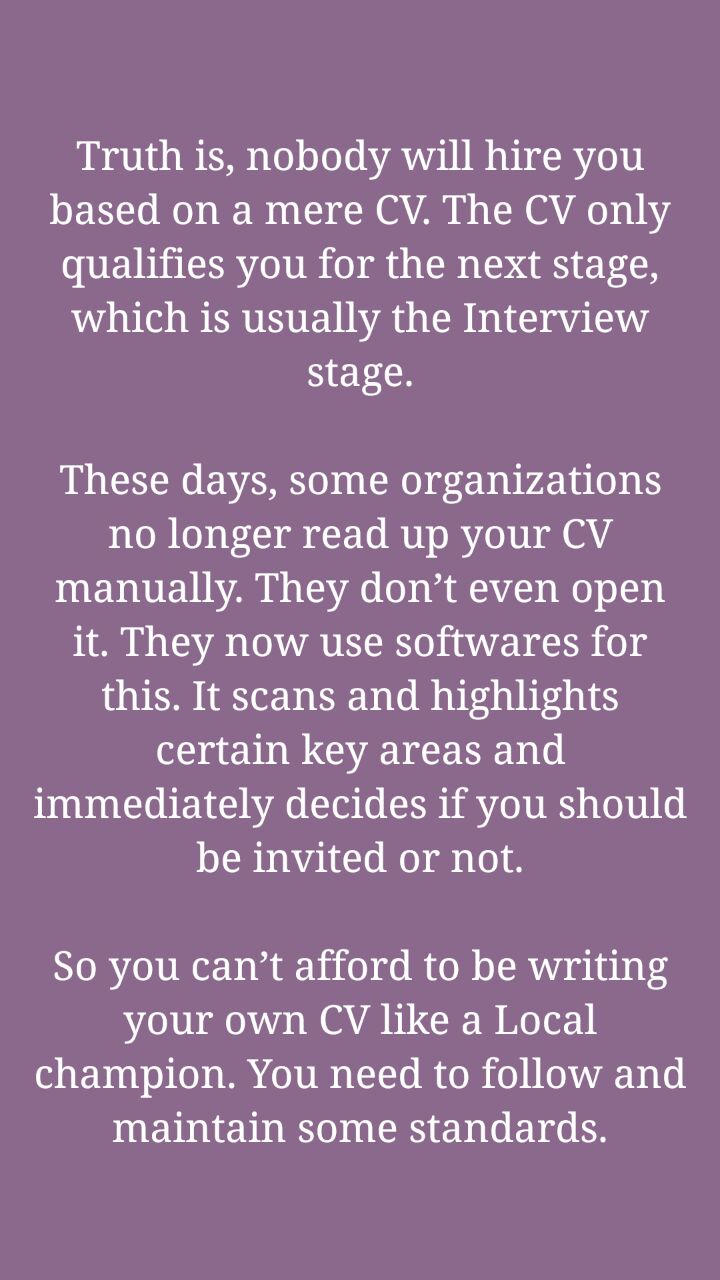 Truth is, nobody will hire you
based on a mere CV. The CV only
qualifies you for the next stage,
which is usually the Interview
stage.
These days, some organizations
no longer read up your CV
manually. They don’t even open
it. They now use softwares for
this. It scans and highlights
certain key areas and
immediately decides if you should
be invited or not.
So you can’t afford to be writing
your own CV like a Local
champion. You need to follow and
maintain some standards.